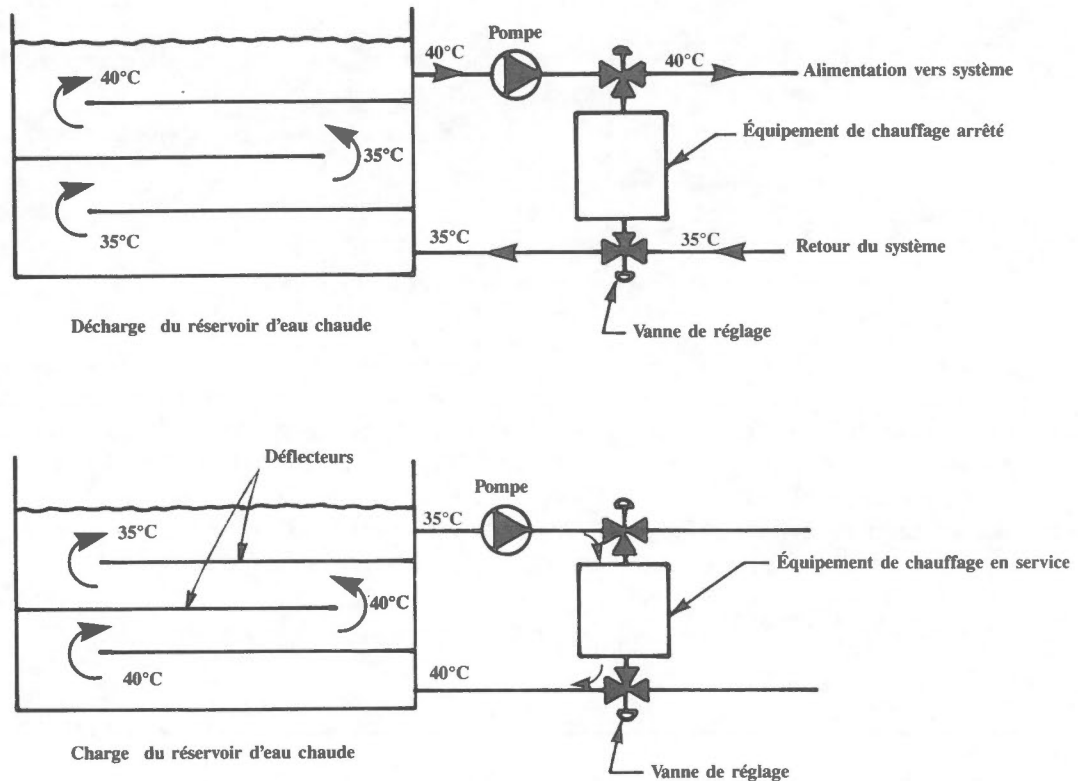 Pompe
40°C
40°C
Alimentation vers système
40°C
Équipement de chauffage arrêté
35°C
35°C
35°C
35°C
Retour du système
Décharge du réservoir d'eau chaude
Vanne de réglage
Déflecteurs
Pompe
35°C
35°C
Équipement de chauffage en service
40°C
40°C
40°C
Charge du réservoir d'eau chaude
Vanne de réglage